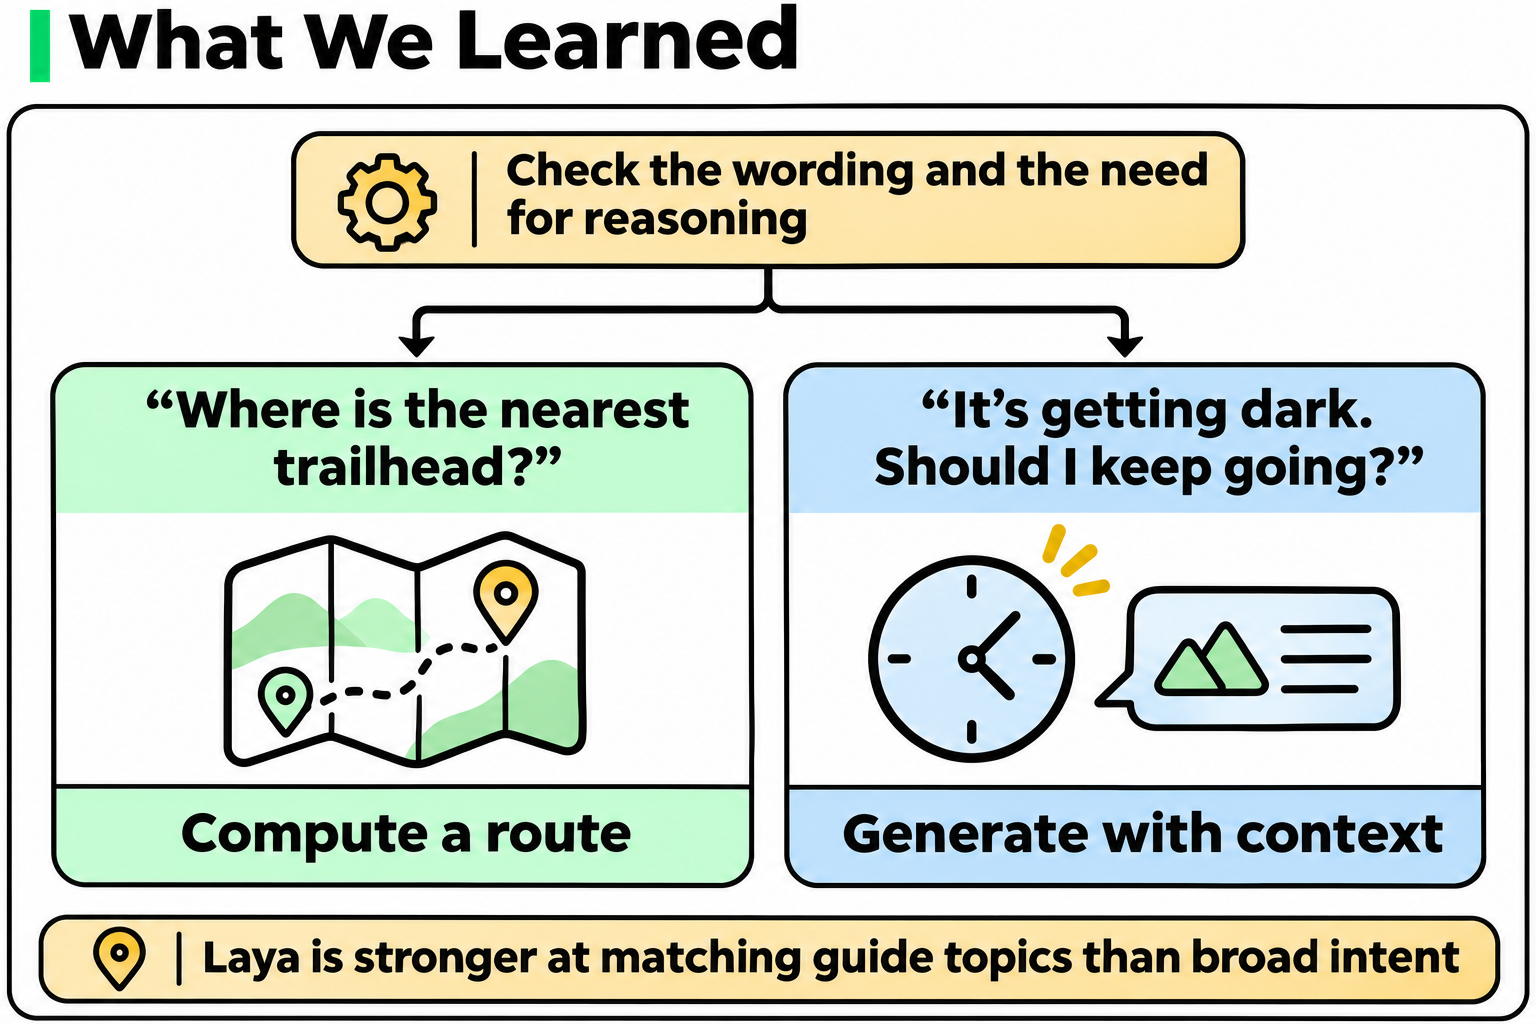 What We Learned
Check the wording and the need
for reasoning
“Where is the nearest
trailhead?”
“It’s getting dark.
Should I keep going?”
Compute a route
Generate with context
Laya is stronger at matching guide topics than broad intent